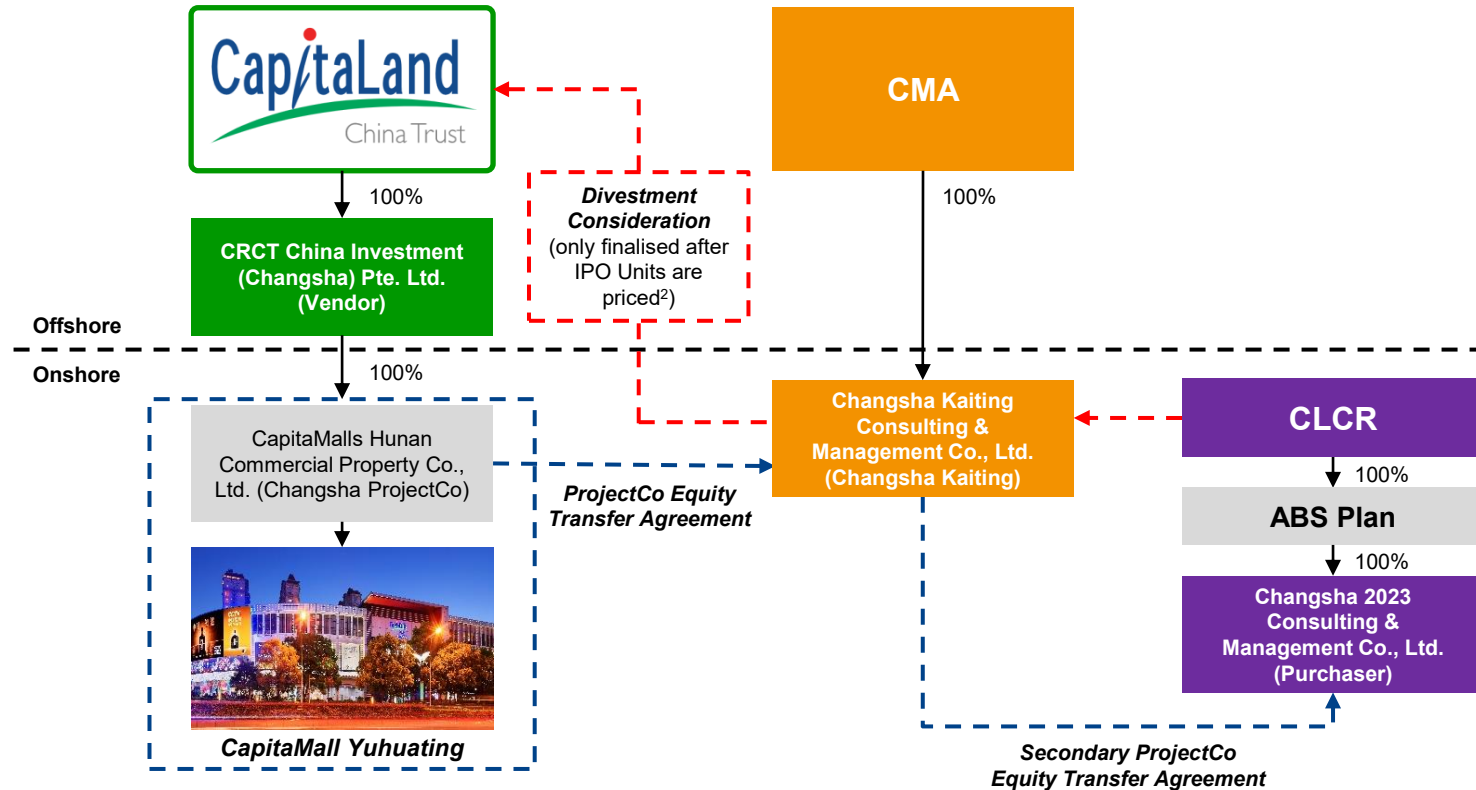 CapitaLand
China Trust
CMA
100%
Divestment
Consideration
(only finalised after
IPO Units are
priced2)
100%
CRCT China Investment
(Changsha) Pte. Ltd.
(Vendor)
Offshore
Onshore
100%
CapitaMalls Hunan
Commercial Property Co.,
Ltd. (Changsha ProjectCo)
ProjectCo Equity
Transfer Agreement
Changsha Kaiting
Consulting &
Management Co., Ltd.
(Changsha Kaiting)
CLCR
100%
ABS Plan
100%
Changsha 2023
Consulting &
Management Co., Ltd.
(Purchaser)
CapitaMall Yuhuating
Secondary ProjectCo
Equity Transfer Agreement